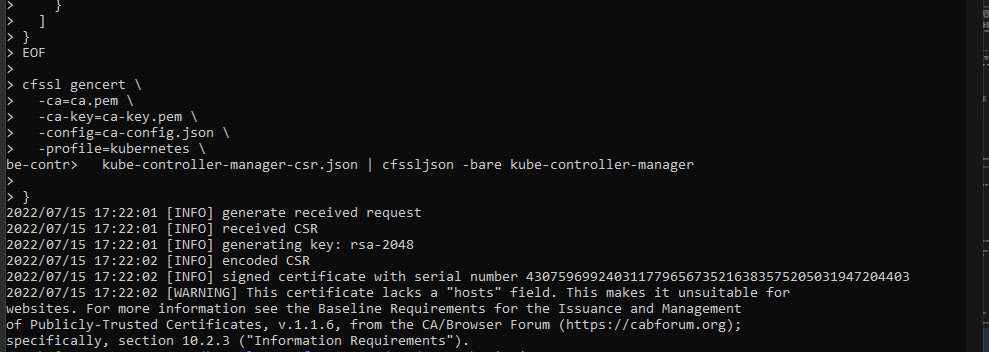 >     }
>   ]
> }
> EOF
>
> cfssl gencert \
>   -ca=ca.pem \
>   -ca-key=ca-key.pem \
>   -config=ca-config.json \
>   -profile=kubernetes \
be-contr>   kube-controller-manager-csr.json | cfssljson -bare kube-controller-manager
>
> }
2022/07/15 17:22:01 [INFO] generate received request
2022/07/15 17:22:01 [INFO] received CSR
2022/07/15 17:22:01 [INFO] generating key: rsa-2048
2022/07/15 17:22:02 [INFO] encoded CSR
2022/07/15 17:22:02 [INFO] signed certificate with serial number 430759699240311779656735216383575205031947204403
2022/07/15 17:22:02 [WARNING] This certificate lacks a "hosts" field. This makes it unsuitable for
websites. For more information see the Baseline Requirements for the Issuance and Management
of Publicly-Trusted Certificates, v.1.1.6, from the CA/Browser Forum (https://cabforum.org);
specifically, section 10.2.3 ("Information Requirements").